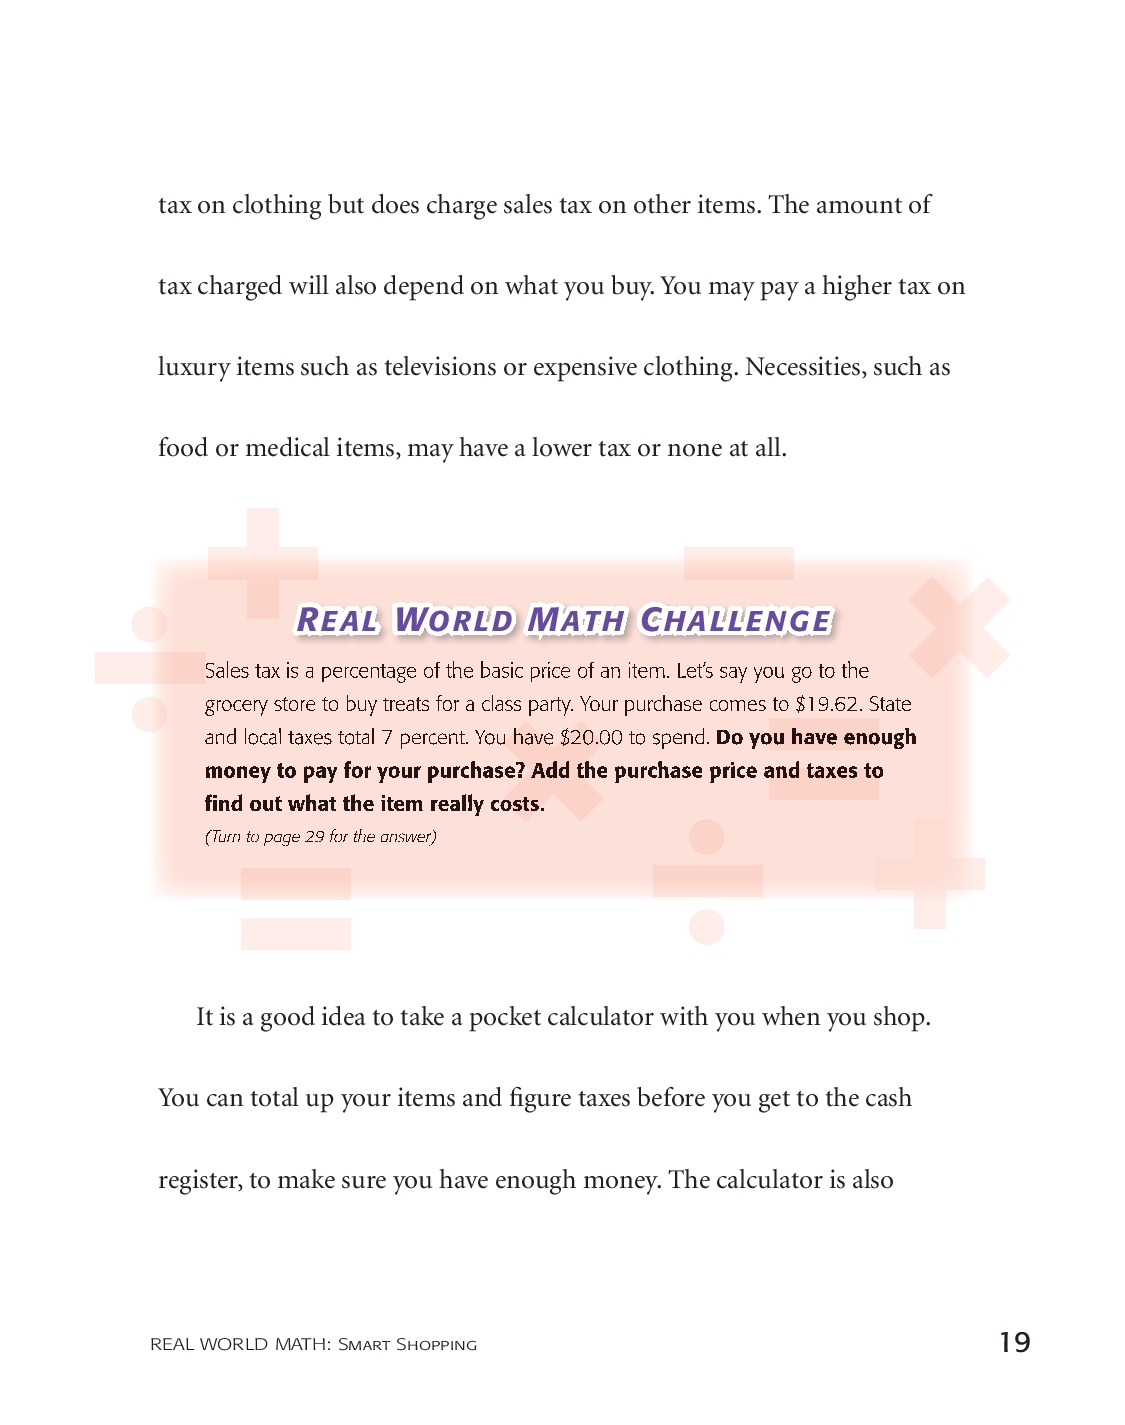 tax on clothing but does charge sales tax on other items. The amount of
tax charged will also depend on what you buy. You may pay a higher tax on
luxury items such as televisions or expensive clothing. Necessities, such as
food or medical items, may have a lower tax or none at all.
REAL WORLD MATH CHALLENGE
Sales tax is a percentage of the basic price of an item. Let’s say you go to the
grocery store to buy treats for a class party. Your purchase comes to $19.62. State
and local taxes total 7 percent. You have $20.00 to spend. Do you have enough
money to pay for your purchase? Add the purchase price and taxes to
find out what the item really costs.
(Turn to page 29 for the answer)
It is a good idea to take a pocket calculator with you when you shop.
You can total up your items and figure taxes before you get to the cash
register, to make sure you have enough money. The calculator is also
REAL WORLD MATH: SMART SHOPPING
19